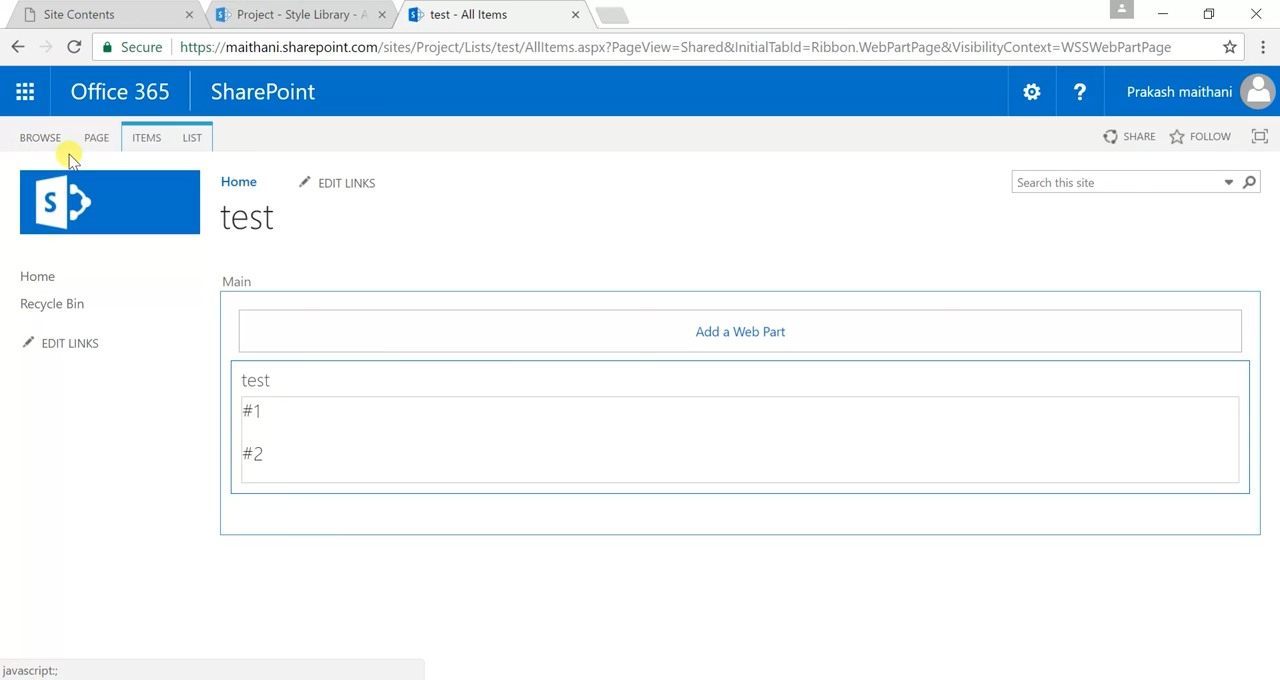 Site Contents
Project - Style Library - A
test - All Items
Secure
https://maithani.sharepoint.com/sites/Project/Lists/test/AllItems.aspx?PageView=Shared&InitialTabId=Ribbon.WebPartPage&VisibilityContext=WSSWebPartPage
Office 365
SharePoint
?
Prakash maithani
BROWSE
PAGE
ITEMS
LIST
SHARE
FOLLOW
S
Home
EDIT LINKS
Search this site
test
Home
Recycle Bin
EDIT LINKS
Main
Add a Web Part
test
#1
#2
javascript:;